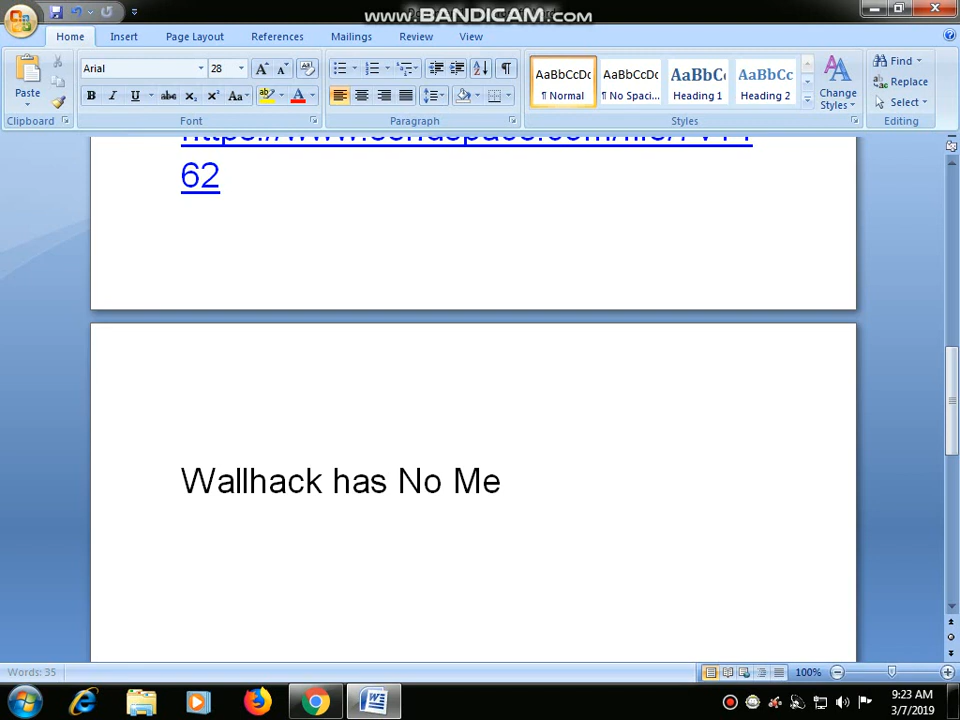 www.BANDICAM.com
Home Insert Page Layout References Mailings Review View
Arial 28
Paste
Clipboard Font Paragraph Styles Editing
AaBbCcDc ¶ Normal
AaBbCcDc ¶ No Spaci...
AaBbC Heading 1
AaBbCc Heading 2
Change Styles
Find
Replace
Select
62
Wallhack has No Me
Words: 35
100%
9:23 AM
3/7/2019